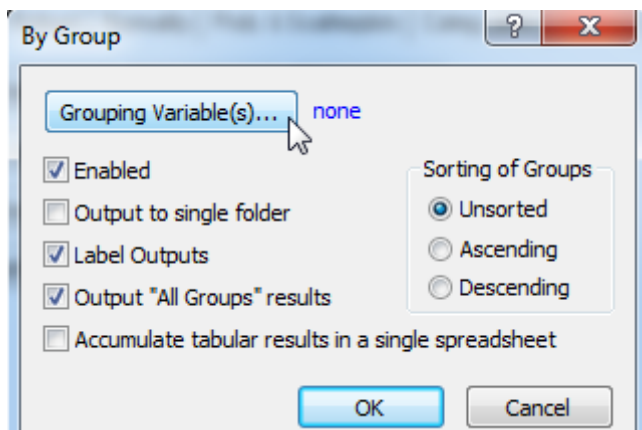 By Group
Grouping Variable(s)... none
Enabled
Output to single folder
Label Outputs
Output "All Groups" results
Accumulate tabular results in a single spreadsheet
Sorting of Groups
Unsorted
Ascending
Descending
OK Cancel